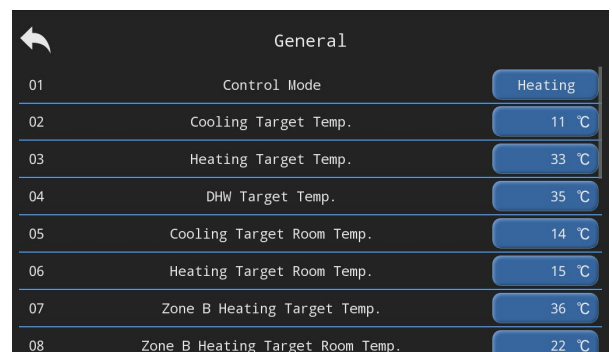 General
01 Control Mode Heating
02 Cooling Target Temp. 11 ℃
03 Heating Target Temp. 33 ℃
04 DHW Target Temp. 35 ℃
05 Cooling Target Room Temp. 14 ℃
06 Heating Target Room Temp. 15 ℃
07 Zone B Heating Target Temp. 36 ℃
08 Zone B Heating Target Room Temp. 22 ℃